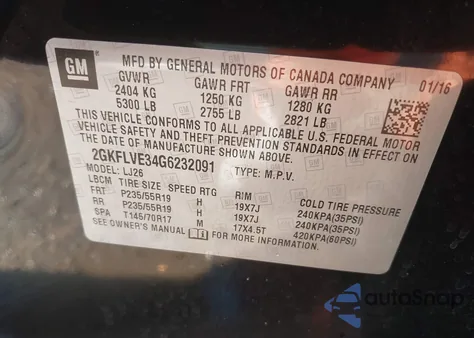 GM
MFD BY GENERAL MOTORS OF CANADA COMPANY 01/16
GVWR GAWR FRT GAWR RR
2404 KG 1250 KG 1280 KG
5300 LB 2755 LB 2821 LB
THIS VEHICLE CONFORMS TO ALL APPLICABLE U.S. FEDERAL MOTOR
VEHICLE SAFETY, AND THEFT PREVENTION STANDARDS IN EFFECT ON
THE DATE OF MANUFACTURE SHOWN ABOVE.
2GKFLVE34G6232091 TYPE: M.P.V.
MODEL: LJ26
LBCM TIRE SIZE SPEED RTG RIM COLD TIRE PRESSURE
FRT P235/55R19 H 19X7J 240KPA(35PSI)
RR P235/55R19 H 19X7J 240KPA(35PSI)
SPA T145/70R17 M 17X4.5T 420KPA(60PSI)
SEE OWNER'S MANUAL FOR MORE INFORMATION.
autoSnap